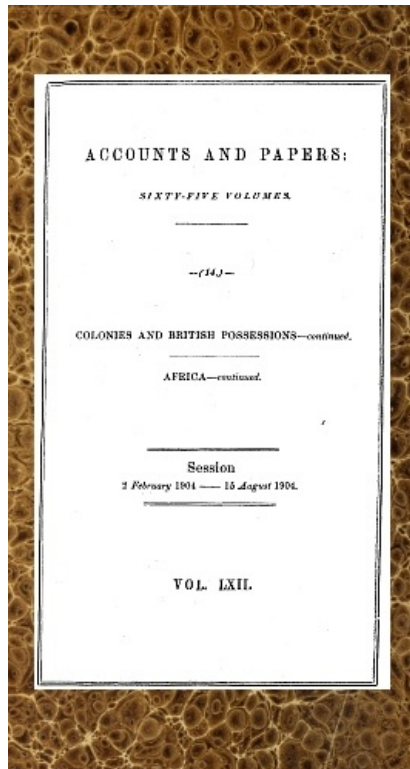 ACCOUNTS AND PAPERS:
SIXTY-FIVE VOLUMES.
—(14.)—
COLONIES AND BRITISH POSSESSIONS—continued.
AFRICA—continued.
Session
2 February 1904 —— 15 August 1904.
VOL. LXII.